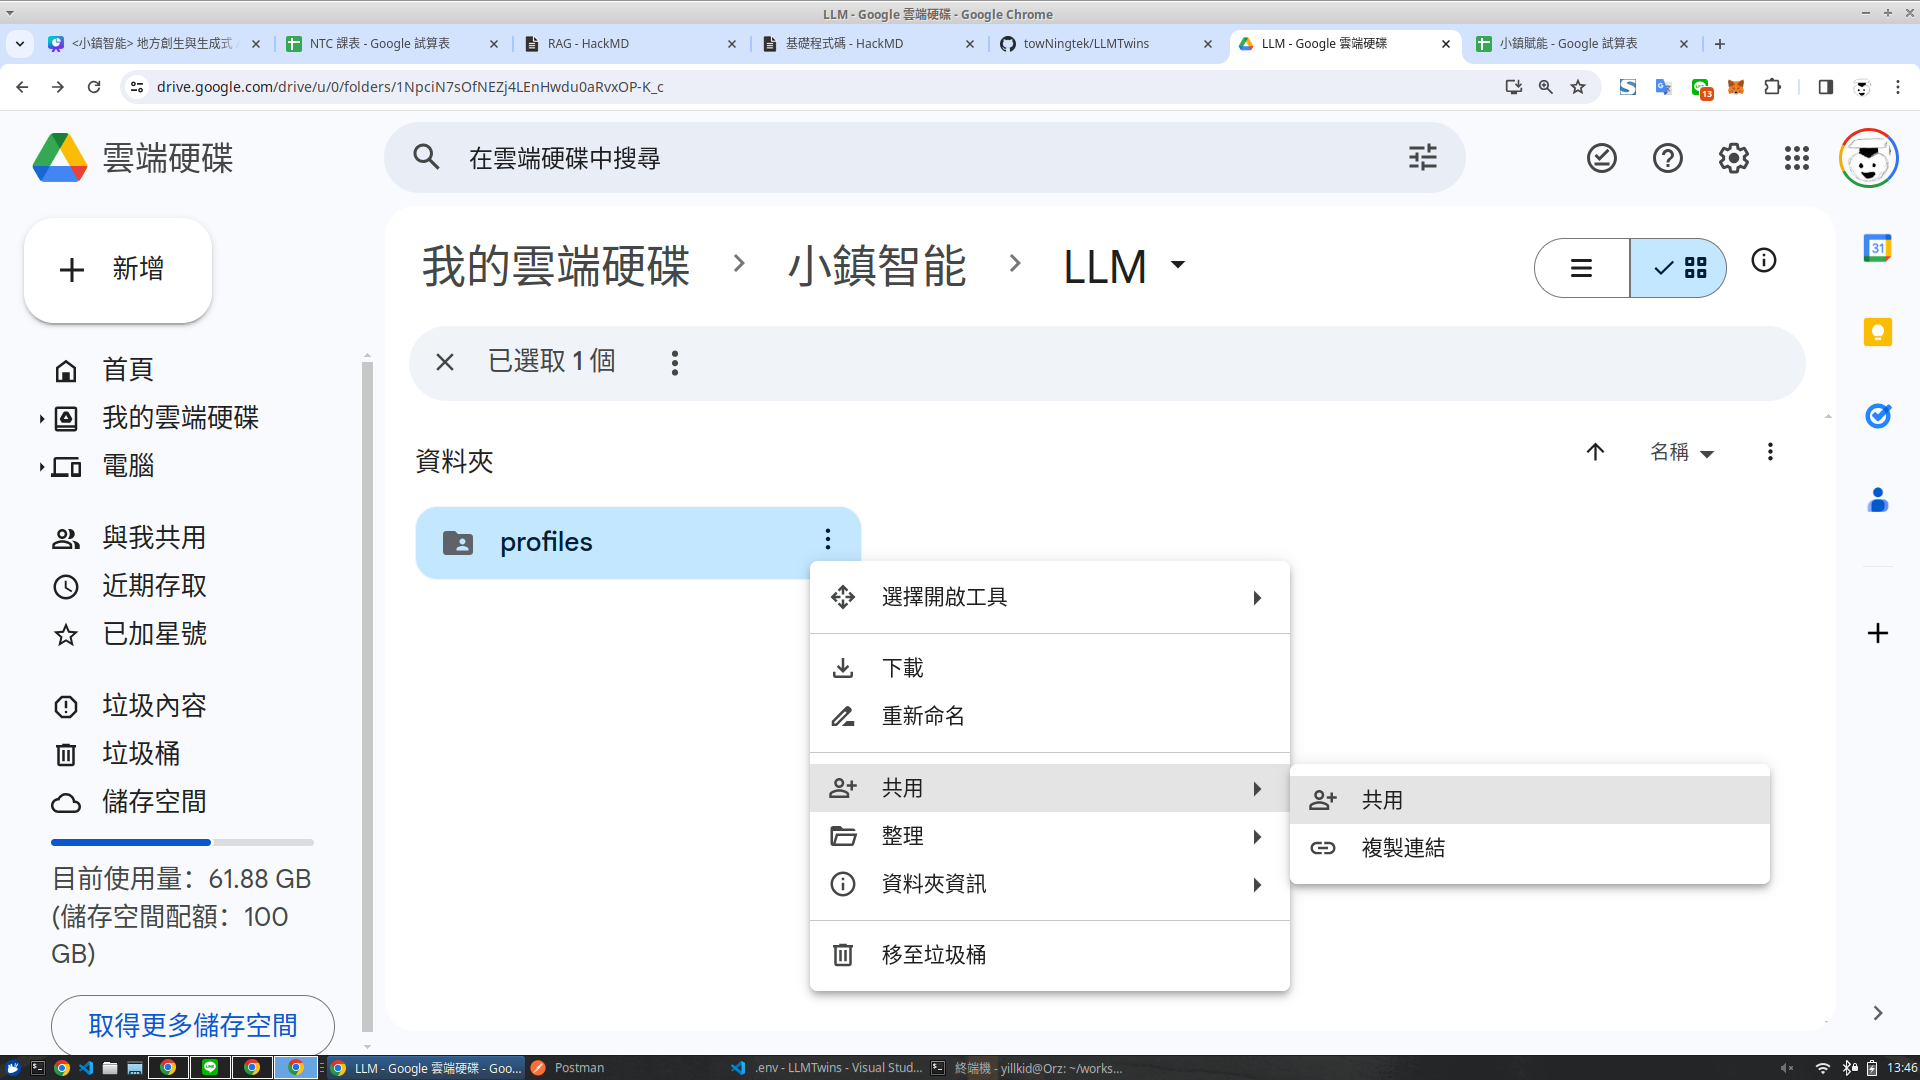 LLM - Google 雲端硬碟 - Google Chrome
<小鎮智能> 地方創生與生成式
NTC 課表 - Google 試算表
RAG - HackMD
基礎程式碼 - HackMD
towNingtek/LLMTwins
LLM - Google 雲端硬碟
小鎮賦能 - Google 試算表
drive.google.com/drive/u/0/folders/1NpciN7sOfNEZj4LEnHwdu0aRvxOP-K_c
13
雲端硬碟
在雲端硬碟中搜尋
新增
我的雲端硬碟
小鎮智能
LLM
31
已選取 1 個
首頁
我的雲端硬碟
電腦
與我共用
近期存取
已加星號
垃圾內容
垃圾桶
儲存空間
目前使用量：61.88 GB
(儲存空間配額：100
GB)
取得更多儲存空間
資料夾
名稱
profiles
選擇開啟工具
下載
重新命名
共用
整理
資料夾資訊
移至垃圾桶
共用
複製連結
LLM - Google 雲端硬碟 - Goo...
Postman
.env - LLMTwins - Visual Stud...
終端機 - yillkid@Orz: ~/works...
13:46